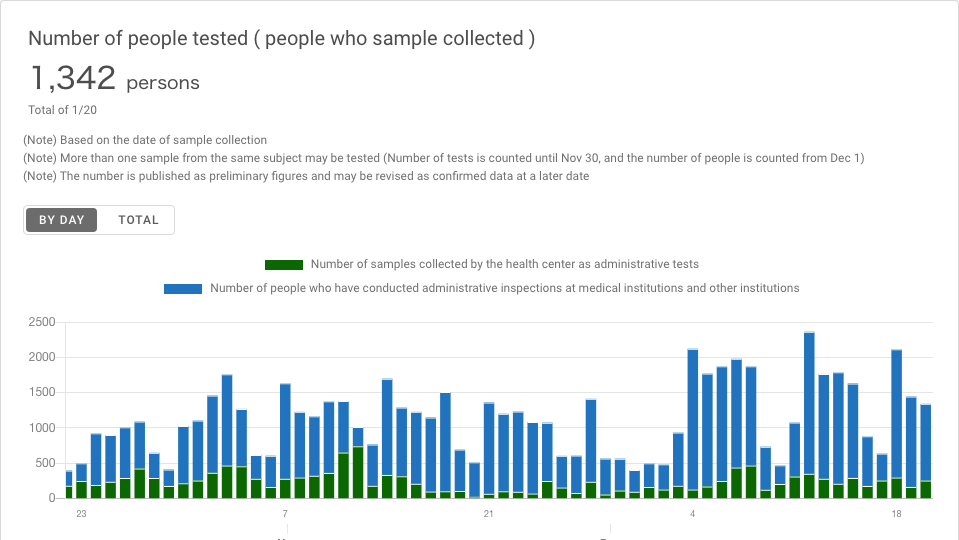 Number of people tested ( people who sample collected )
1,342 persons
Total of 1/20
(Note) Based on the date of sample collection
(Note) More than one sample from the same subject may be tested (Number of tests is counted until Nov 30, and the number of people is counted from Dec 1)
(Note) The number is published as preliminary figures and may be revised as confirmed data at a later date
BY DAY TOTAL
Number of samples collected by the health center as administrative tests
Number of people who have conducted administrative inspections at medical institutions and other institutions
2500
2000
1500
1000
500
0
23 7 21 4 18